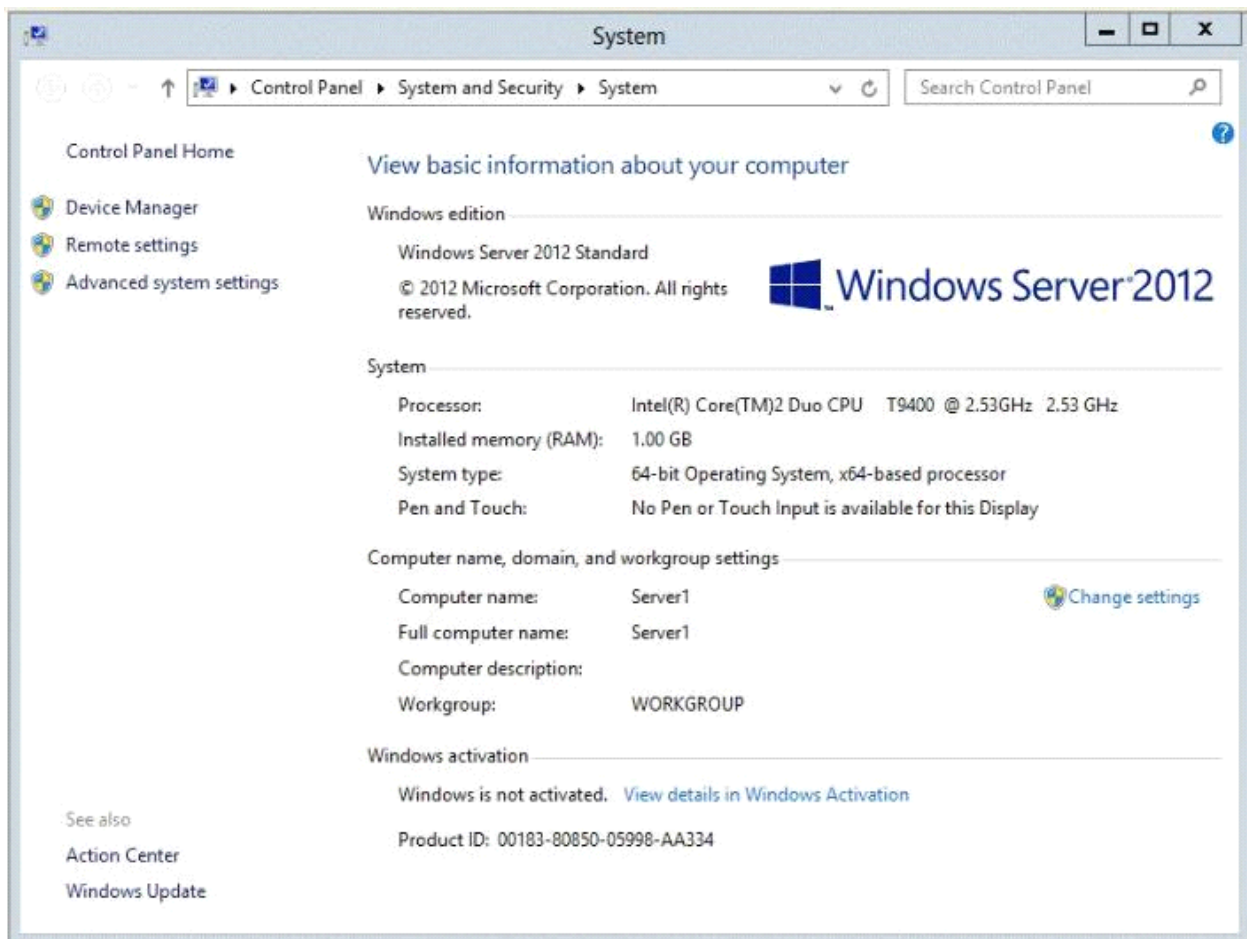 System
Control Panel ▸ System and Security ▸ System
Search Control Panel
Control Panel Home
Device Manager
Remote settings
Advanced system settings
View basic information about your computer
Windows edition
Windows Server 2012 Standard
© 2012 Microsoft Corporation. All rights
reserved.
Windows Server 2012
System
Processor: Intel(R) Core(TM)2 Duo CPU T9400 @ 2.53GHz 2.53 GHz
Installed memory (RAM): 1.00 GB
System type: 64-bit Operating System, x64-based processor
Pen and Touch: No Pen or Touch Input is available for this Display
Computer name, domain, and workgroup settings
Computer name: Server1 Change settings
Full computer name: Server1
Computer description:
Workgroup: WORKGROUP
Windows activation
Windows is not activated. View details in Windows Activation
Product ID: 00183-80850-05998-AA334
See also
Action Center
Windows Update